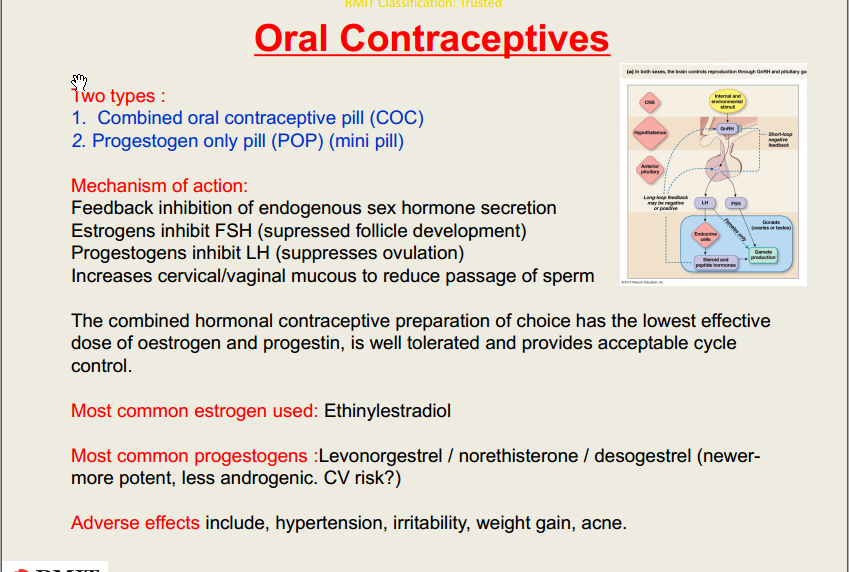 RMIT Classification: Trusted
Oral Contraceptives
Two types :
1. Combined oral contraceptive pill (COC)
2. Progestogen only pill (POP) (mini pill)
Mechanism of action:
Feedback inhibition of endogenous sex hormone secretion
Estrogens inhibit FSH (supressed follicle development)
Progestogens inhibit LH (suppresses ovulation)
Increases cervical/vaginal mucous to reduce passage of sperm
(a) In both sexes, the brain controls reproduction through GnRH and pituitary go
CNS
Internal and
environmental
stimuli
Hypothalamus
GnRH
Short-loop
negative
feedback
Anterior
pituitary
Long-loop feedback
may be negative
or positive
LH
FSH
Females only
Gonads
(ovaries or testes)
Endocrine
cells
Gamete
production
Steroid and
peptide hormones
© 2013 Pearson Education, Inc.
The combined hormonal contraceptive preparation of choice has the lowest effective
dose of oestrogen and progestin, is well tolerated and provides acceptable cycle
control.
Most common estrogen used: Ethinylestradiol
Most common progestogens :Levonorgestrel / norethisterone / desogestrel (newer-
more potent, less androgenic. CV risk?)
Adverse effects include, hypertension, irritability, weight gain, acne.
RMIT